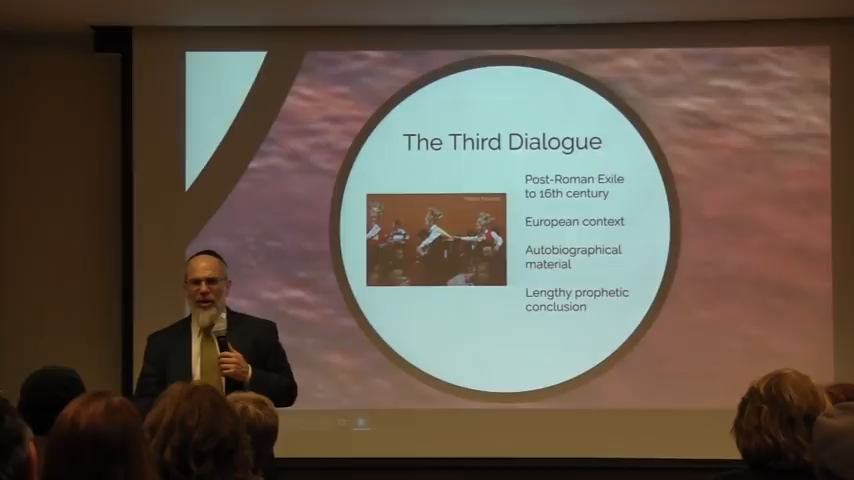 The Third Dialogue
Post-Roman Exile
to 16th century
European context
Autobiographical
material
Lengthy prophetic
conclusion